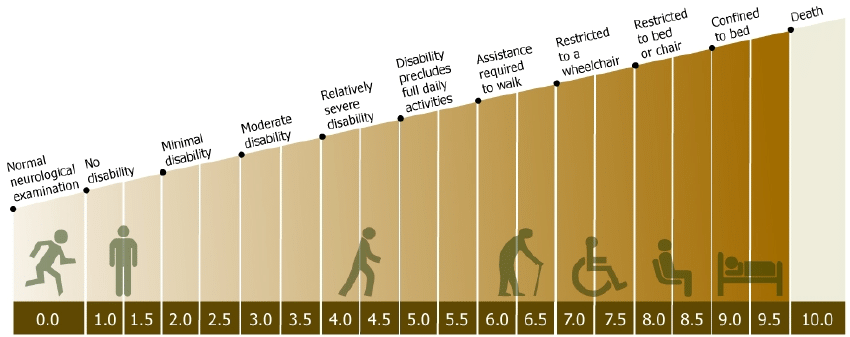 Normal
neurological
examination
No
disability
Minimal
disability
Moderate
disability
Relatively
severe
disability
Disability
precludes
full daily
activities
Assistance
required
to walk
Restricted
to a
wheelchair
Restricted
to bed
or chair
Confined
to bed
Death
0.0 1.0 1.5 2.0 2.5 3.0 3.5 4.0 4.5 5.0 5.5 6.0 6.5 7.0 7.5 8.0 8.5 9.0 9.5 10.0